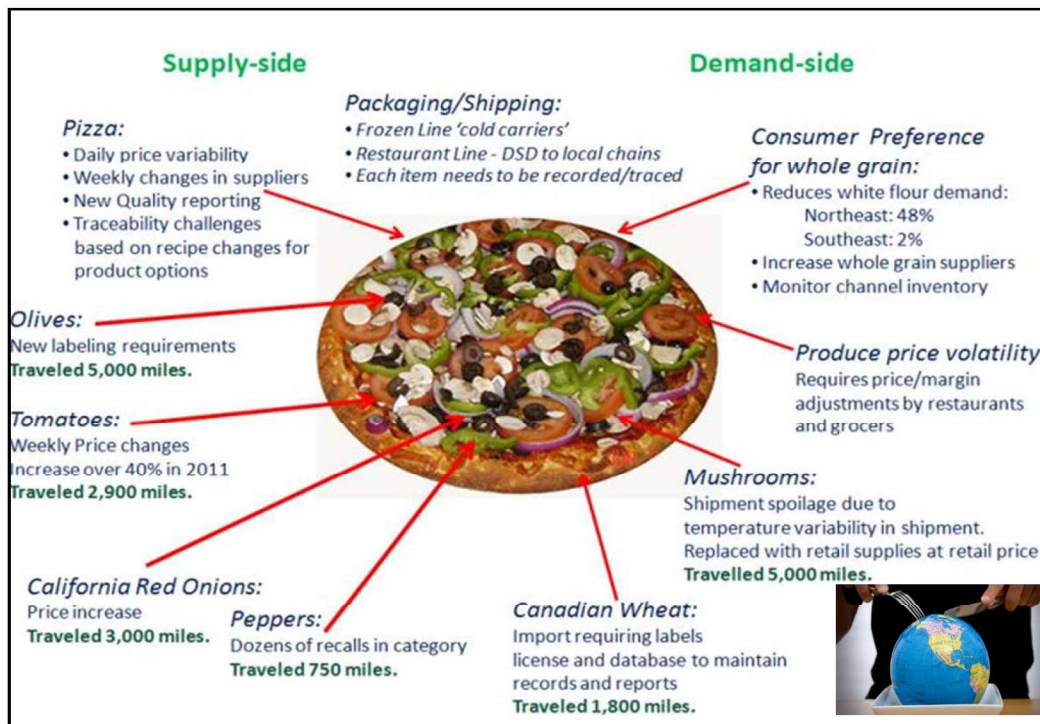 Supply-side
Demand-side
Pizza:
• Daily price variability
• Weekly changes in suppliers
• New Quality reporting
• Traceability challenges
based on recipe changes for
product options
Packaging/Shipping:
• Frozen Line ‘cold carriers’
• Restaurant Line - DSD to local chains
• Each item needs to be recorded/traced
Consumer Preference
for whole grain:
• Reduces white flour demand:
Northeast: 48%
Southeast: 2%
• Increase whole grain suppliers
• Monitor channel inventory
Olives:
New labeling requirements
Traveled 5,000 miles.
Produce price volatility
Requires price/margin
adjustments by restaurants
and grocers
Tomatoes:
Weekly Price changes
Increase over 40% in 2011
Traveled 2,900 miles.
Mushrooms:
Shipment spoilage due to
temperature variability in shipment.
Replaced with retail supplies at retail price
Travelled 5,000 miles.
California Red Onions:
Price increase
Traveled 3,000 miles.
Peppers:
Dozens of recalls in category
Traveled 750 miles.
Canadian Wheat:
Import requiring labels
license and database to maintain
records and reports
Traveled 1,800 miles.